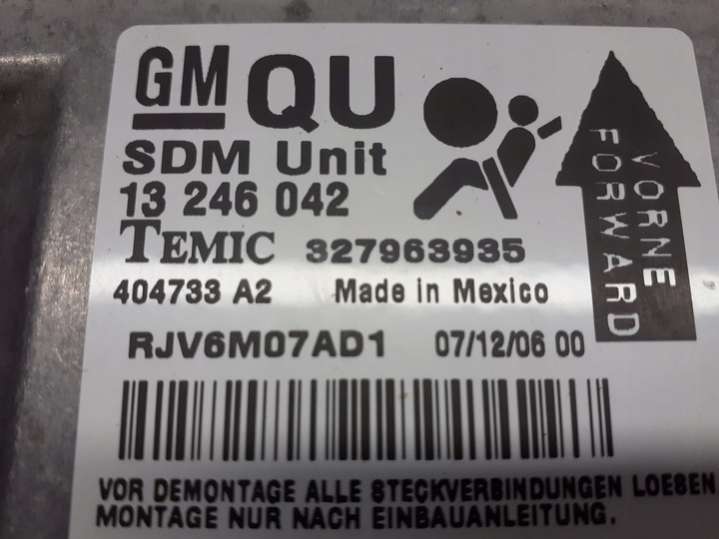 GM QU
SDM Unit
13 246 042
TEMIC 327963935
404733 A2 Made in Mexico
RJV6M07AD1 07/12/06 00
VORNE
FORWARD
VOR DEMONTAGE ALLE STECKVERBINDUNGEN LOESEN
MONTAGE NUR NACH EINBAUANLEITUNG.